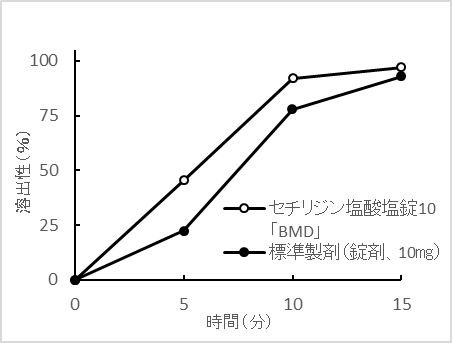 100
75
50
25
0
溶出性(%)
0 5 10 15
時間(分)
セチリジン塩酸塩錠10
「BMD」
標準製剤(錠剤、10mg)